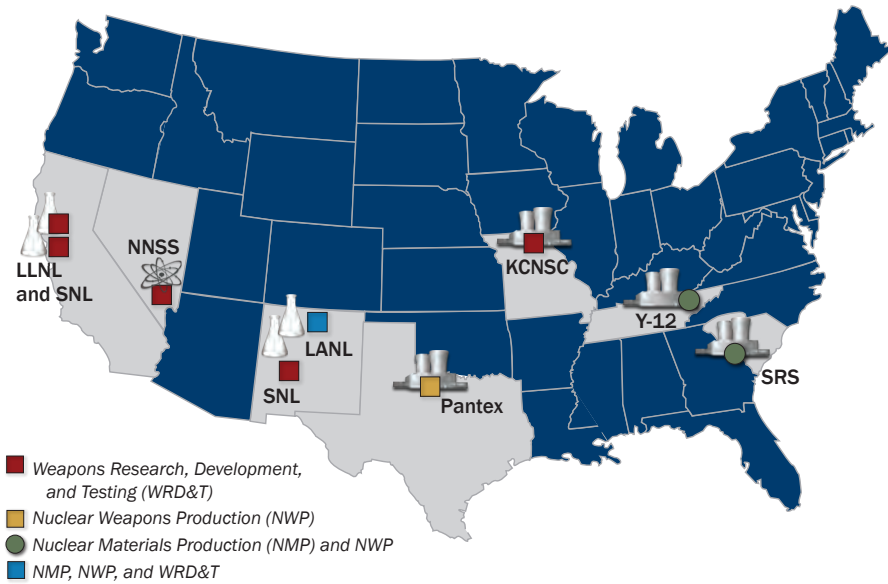 NNSS
LLNL
and SNL
KCNSC
Y-12
LANL
SNL
Pantex
SRS
Weapons Research, Development,
and Testing (WRD&T)
Nuclear Weapons Production (NWP)
Nuclear Materials Production (NMP) and NWP
NMP, NWP, and WRD&T